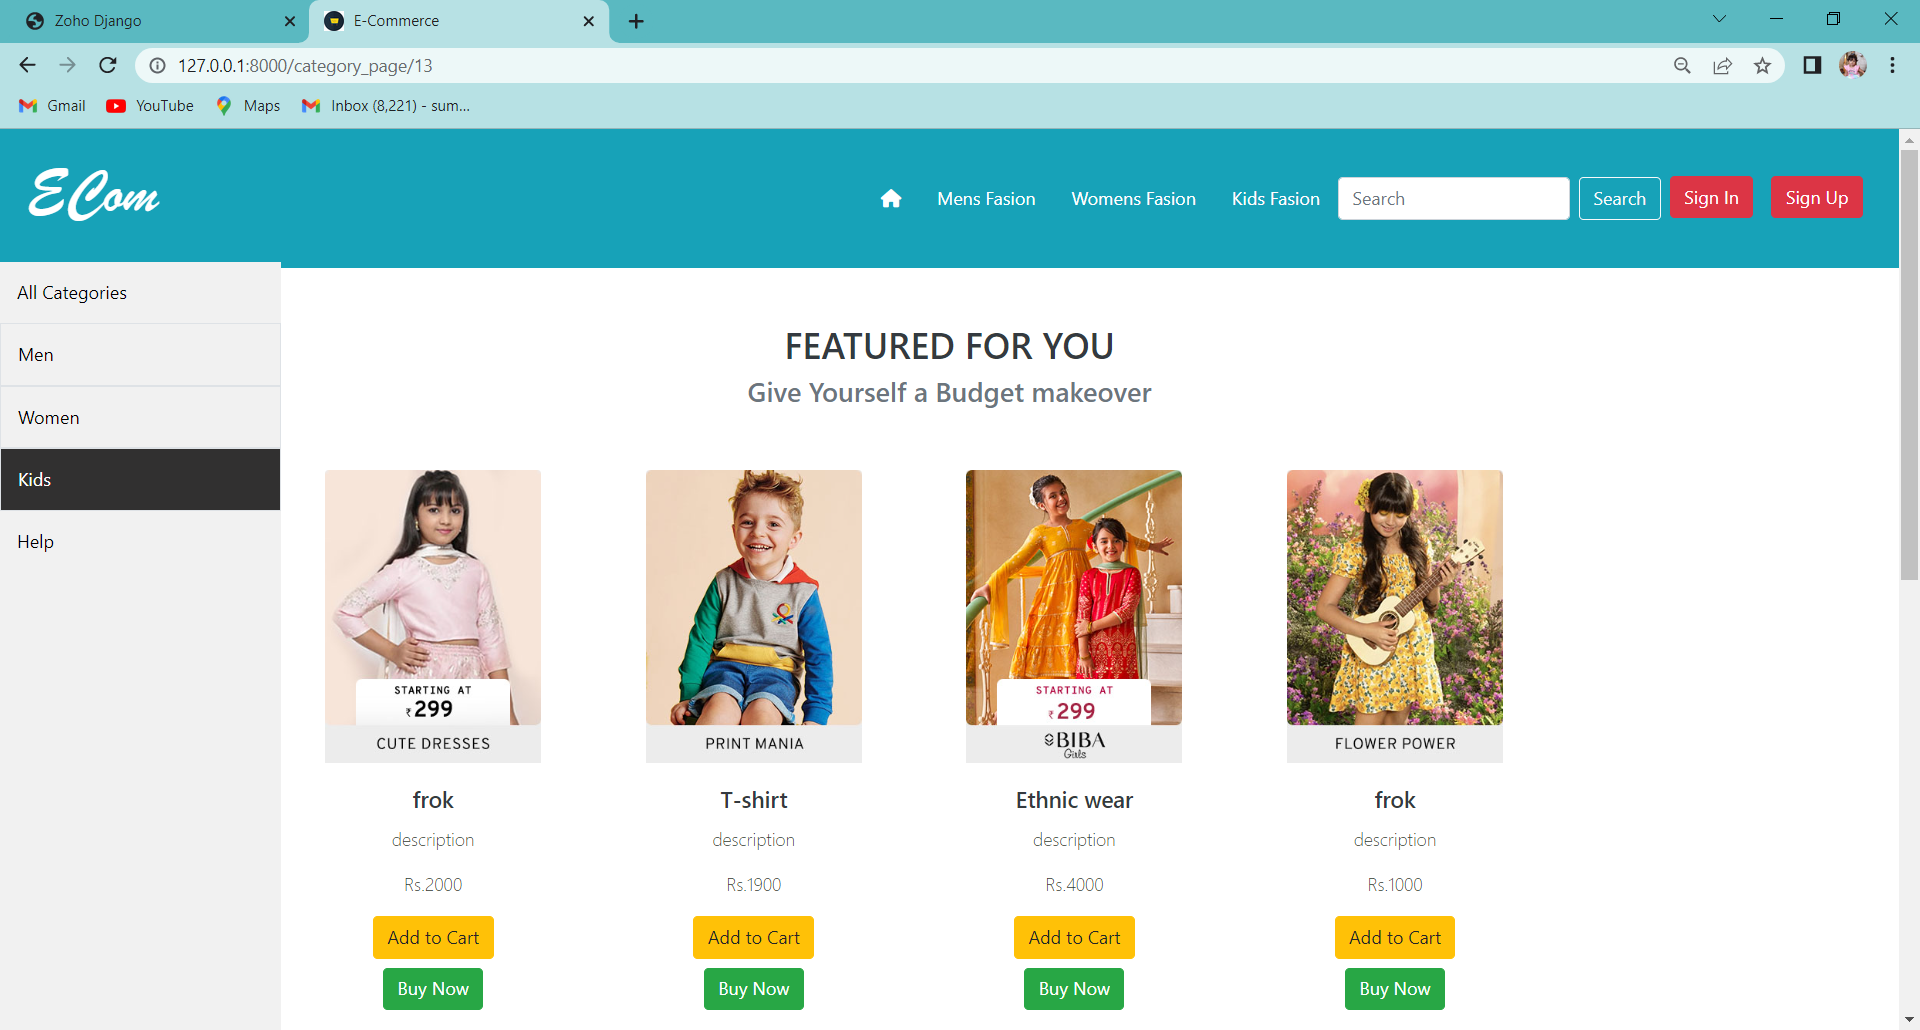 Zoho Django
E-Commerce
127.0.0.1:8000/category_page/13
Gmail
YouTube
Maps
Inbox (8,221) - sum...
ECom
Mens Fasion
Womens Fasion
Kids Fasion
Search
Search
Sign In
Sign Up
All Categories
Men
Women
Kids
Help
FEATURED FOR YOU
Give Yourself a Budget makeover
STARTING AT
₹299
CUTE DRESSES
PRINT MANIA
STARTING AT
₹299
BIBA
Girls
FLOWER POWER
frok
description
Rs.2000
Add to Cart
Buy Now
T-shirt
description
Rs.1900
Add to Cart
Buy Now
Ethnic wear
description
Rs.4000
Add to Cart
Buy Now
frok
description
Rs.1000
Add to Cart
Buy Now